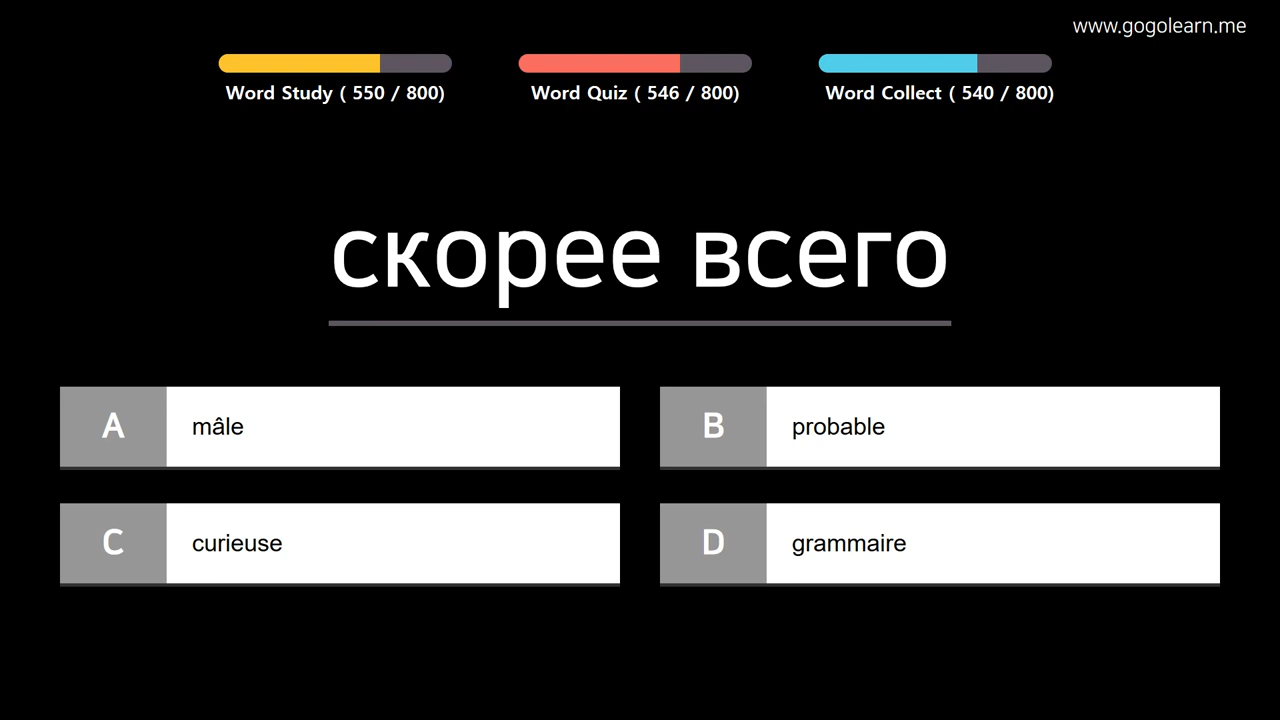 www.gogolearn.me
Word Study ( 550 / 800)
Word Quiz ( 546 / 800)
Word Collect ( 540 / 800)
скорее всего
A mâle
B probable
C curieuse
D grammaire